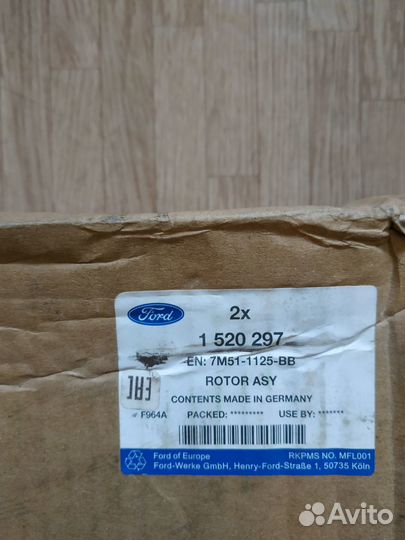 Ford
2x
1 520 297
EN: 7M51-1125-BB
ROTOR ASY
CONTENTS MADE IN GERMANY
EAC
F964A PACKED: ********* USE BY: *******
Ford of Europe RKPMS NO. MFL001
Ford-Werke GmbH, Henry-Ford-Straße 1, 50735 Köln
Avito